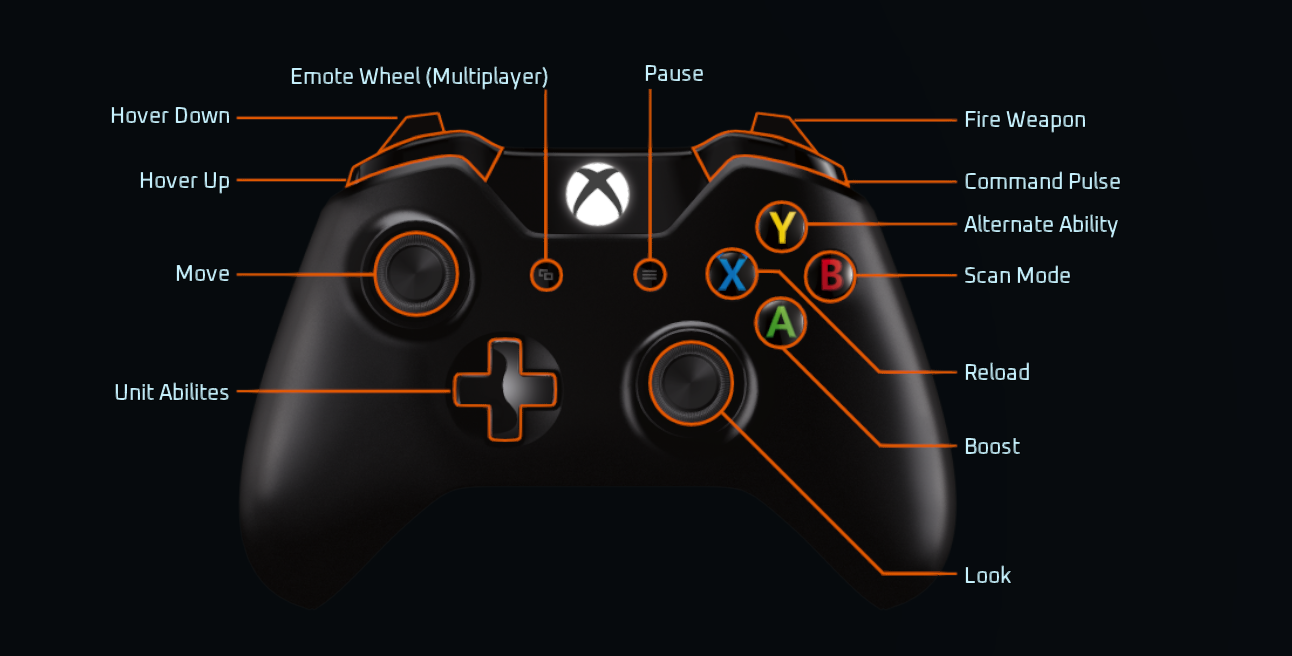 Emote Wheel (Multiplayer)
Pause
Hover Down
Fire Weapon
Hover Up
Command Pulse
Y
Alternate Ability
Move
X
B
Scan Mode
A
Reload
Unit Abilites
Boost
Look